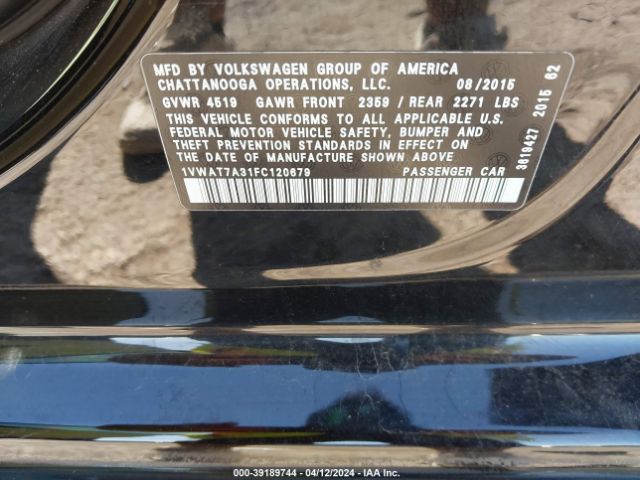 MFD BY VOLKSWAGEN GROUP OF AMERICA
CHATTANOOGA OPERATIONS, LLC. 08/2015
GVWR 4519 GAWR FRONT 2359 / REAR 2271 LBS
THIS VEHICLE CONFORMS TO ALL APPLICABLE U.S.
FEDERAL MOTOR VEHICLE SAFETY, BUMPER AND
THEFT PREVENTION STANDARDS IN EFFECT ON
THE DATE OF MANUFACTURE SHOWN ABOVE
1VWAT7A31FC120679 PASSENGER CAR
3619427 2015 62
000-39189744 - 04/12/2024 - IAA Inc.